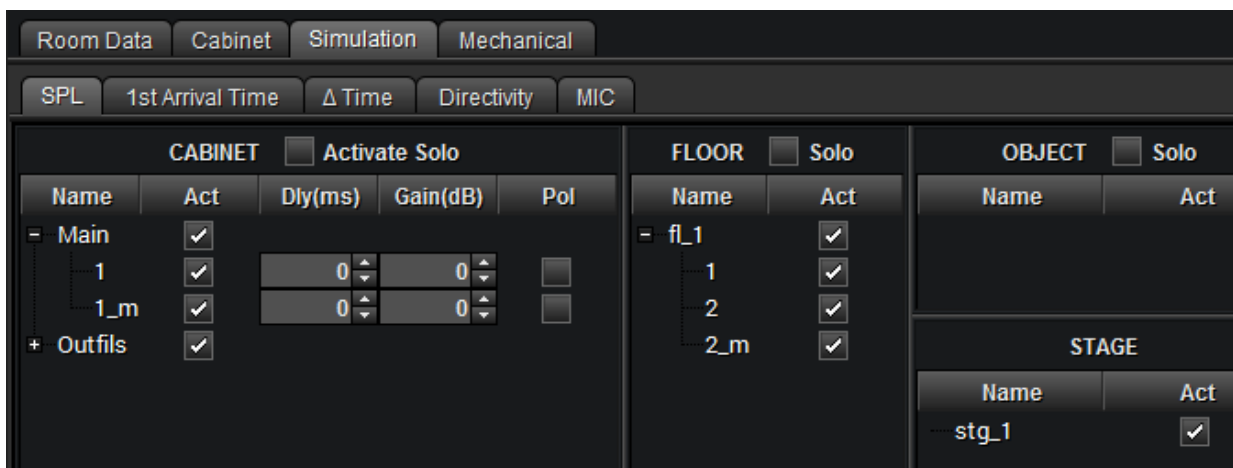 Room Data Cabinet Simulation Mechanical
SPL 1st Arrival Time Δ Time Directivity MIC
CABINET Activate Solo
Name Act Dly(ms) Gain(dB) Pol
Main
1 0 0
1_m 0 0
Outfils
FLOOR Solo
Name Act
fl_1
1
2
2_m
OBJECT Solo
Name Act
STAGE
Name Act
stg_1